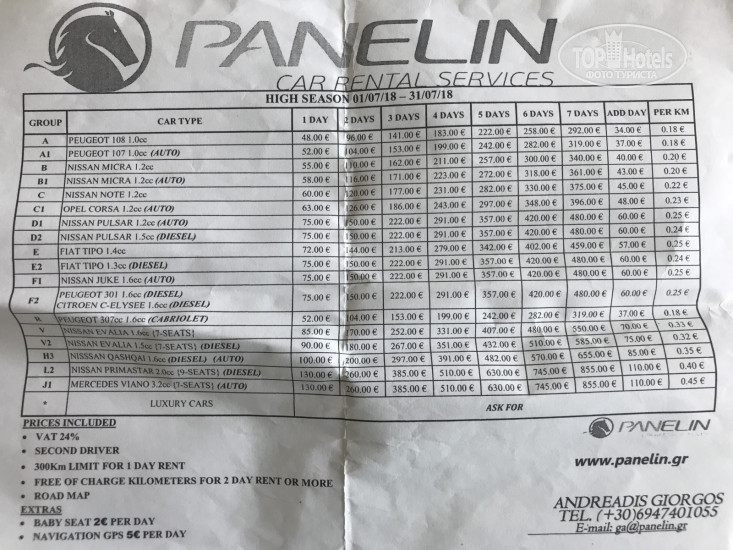 PANELIN
CAR RENTAL SERVICES
TOP Hotels
ФОТО ТУРИСТА
HIGH SEASON 01/07/18 – 31/07/18
GROUP CAR TYPE 1 DAY 2 DAYS 3 DAYS 4 DAYS 5 DAYS 6 DAYS 7 DAYS ADD DAY PER KM
A PEUGEOT 108 1.0cc 48.00 € 96.00 € 141.00 € 183.00 € 222.00 € 258.00 € 292.00 € 34.00 € 0.18 €
A1 PEUGEOT 107 1.0cc (AUTO) 52.00 € 104.00 € 153.00 € 199.00 € 242.00 € 282.00 € 319.00 € 37.00 € 0.18 €
B NISSAN MICRA 1.2cc 55.00 € 110.00 € 162.00 € 211.00 € 257.00 € 300.00 € 340.00 € 40.00 € 0.20 €
B1 NISSAN MICRA 1.2cc (AUTO) 58.00 € 116.00 € 171.00 € 223.00 € 272.00 € 318.00 € 361.00 € 43.00 € 0.20 €
C NISSAN NOTE 1.2cc 60.00 € 120.00 € 177.00 € 231.00 € 282.00 € 330.00 € 375.00 € 45.00 € 0.22 €
C1 OPEL CORSA 1.2cc (AUTO) 63.00 € 126.00 € 186.00 € 243.00 € 297.00 € 348.00 € 396.00 € 48.00 € 0.23 €
D1 NISSAN PULSAR 1.2cc (AUTO) 75.00 € 150.00 € 222.00 € 291.00 € 357.00 € 420.00 € 480.00 € 60.00 € 0.25 €
D2 NISSAN PULSAR 1.5cc (DIESEL) 75.00 € 150.00 € 222.00 € 291.00 € 357.00 € 420.00 € 480.00 € 60.00 € 0.24 €
E FIAT TIPO 1.4cc 72.00 € 144.00 € 213.00 € 279.00 € 342.00 € 402.00 € 459.00 € 57.00 € 0.25 €
E2 FIAT TIPO 1.3cc (DIESEL) 75.00 € 150.00 € 222.00 € 291.00 € 357.00 € 420.00 € 480.00 € 60.00 € 0.24 €
F1 NISSAN JUKE 1.6cc (AUTO) 75.00 € 150.00 € 222.00 € 291.00 € 357.00 € 420.00 € 480.00 € 60.00 € 0.25 €
F2 PEUGEOT 301 1.6cc (DIESEL) 75.00 € 150.00 € 222.00 € 291.00 € 357.00 € 420.00 € 480.00 € 60.00 € 0.25 €
CITROEN C-ELYSEE 1.6cc (DIESEL)
R PEUGEOT 307cc 1.6cc (CABRIOLET) 52.00 € 104.00 € 153.00 € 199.00 € 242.00 € 282.00 € 319.00 € 37.00 € 0.18 €
V NISSAN EVALIA 1.6cc {7-SEATS} 85.00 € 170.00 € 252.00 € 331.00 € 407.00 € 480.00 € 550.00 € 70.00 € 0.33 €
V2 NISSAN EVALIA 1.5cc {7-SEATS} (DIESEL) 90.00 € 180.00 € 267.00 € 351.00 € 432.00 € 510.00 € 585.00 € 75.00 € 0.32 €
H3 NISSSAN QASHQAI 1.6cc (DIESEL) (AUTO) 100.00 € 200.00 € 297.00 € 391.00 € 482.00 € 570.00 € 655.00 € 85.00 € 0.35 €
L2 NISSAN PRIMASTAR 2.0cc {9-SEATS} (DIESEL) 130.00 € 260.00 € 385.00 € 510.00 € 630.00 € 745.00 € 855.00 € 110.00 € 0.40 €
J1 MERCEDES VIANO 3.2cc {7-SEATS} (AUTO) 130.00 € 260.00 € 385.00 € 510.00 € 630.00 € 745.00 € 855.00 € 110.00 € 0.45 €
* LUXURY CARS ASK FOR
PRICES INCLUDED
• VAT 24%
• SECOND DRIVER
• 300Km LIMIT FOR 1 DAY RENT
• FREE OF CHARGE KILOMETERS FOR 2 DAY RENT OR MORE
• ROAD MAP
EXTRAS
• BABY SEAT 2€ PER DAY
• NAVIGATION GPS 5€ PER DAY
PANELIN
www.panelin.gr
ANDREADIS GIORGOS
TEL. (+30)6947401055
E-mail: ga@panelin.gr